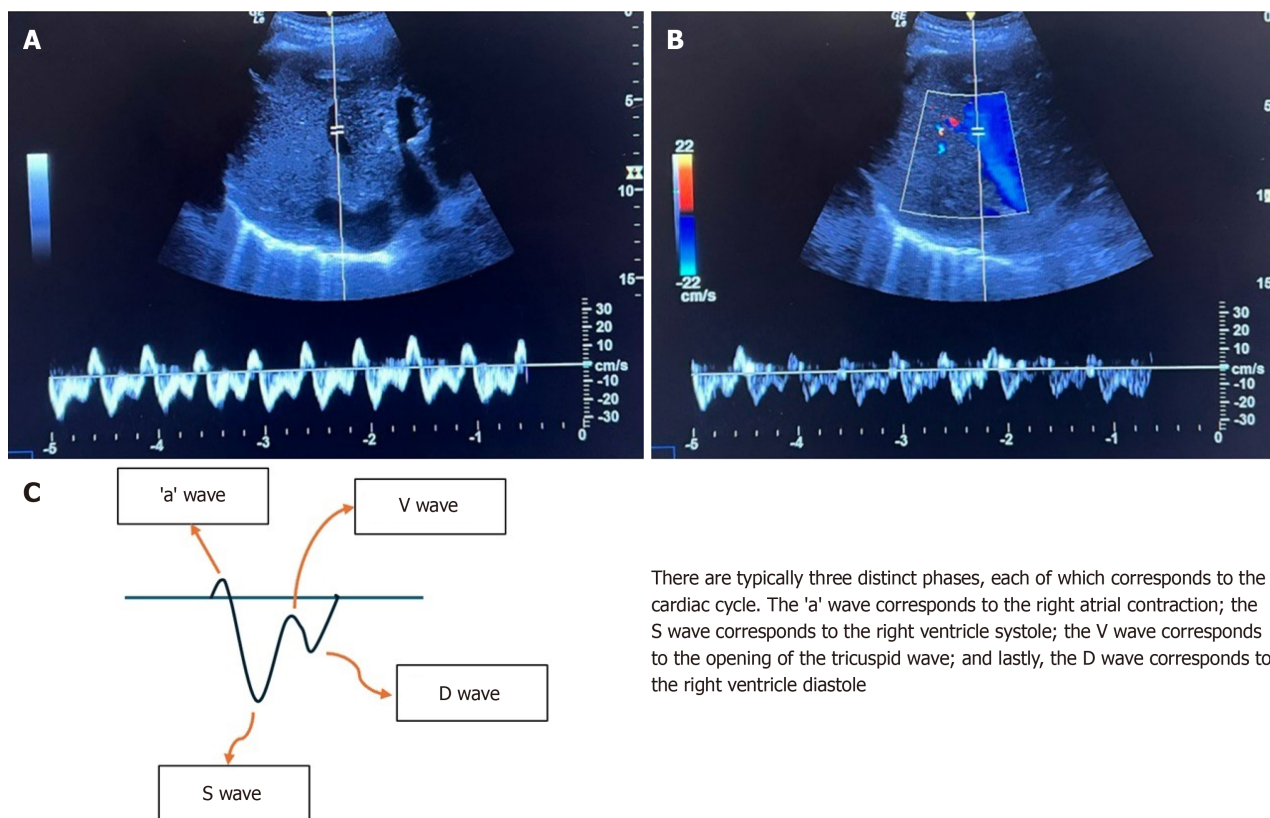 A
5
10
15
30
20
10
cm/s
-10
-20
-30
-5
-4
-3
-2
-1
0
B
22
-22
cm/s
5
15
30
20
10
cm/s
-10
-20
-30
-5
-4
-3
-2
-1
0
C
'a' wave
V wave
D wave
S wave
There are typically three distinct phases, each of which corresponds to the
cardiac cycle. The 'a' wave corresponds to the right atrial contraction; the
S wave corresponds to the right ventricle systole; the V wave corresponds
to the opening of the tricuspid wave; and lastly, the D wave corresponds to
the right ventricle diastole